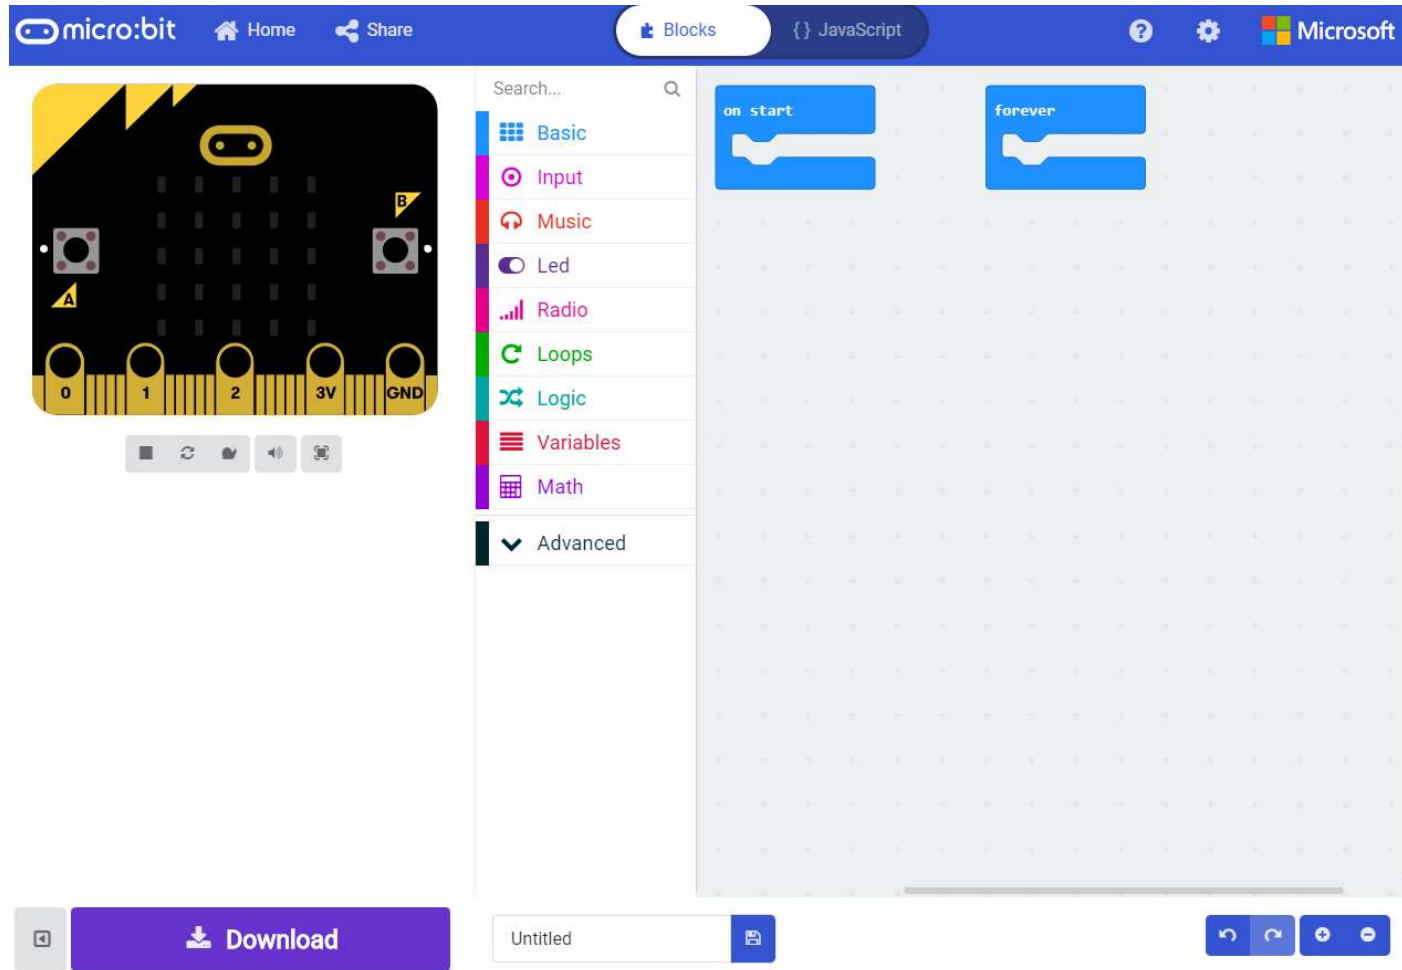 micro:bit Home Share Blocks {} JavaScript ? Microsoft
Search...
Basic
Input
Music
Led
Radio
Loops
Logic
Variables
Math
Advanced
B
A
0 1 2 3V GND
on start
forever
Download
Untitled